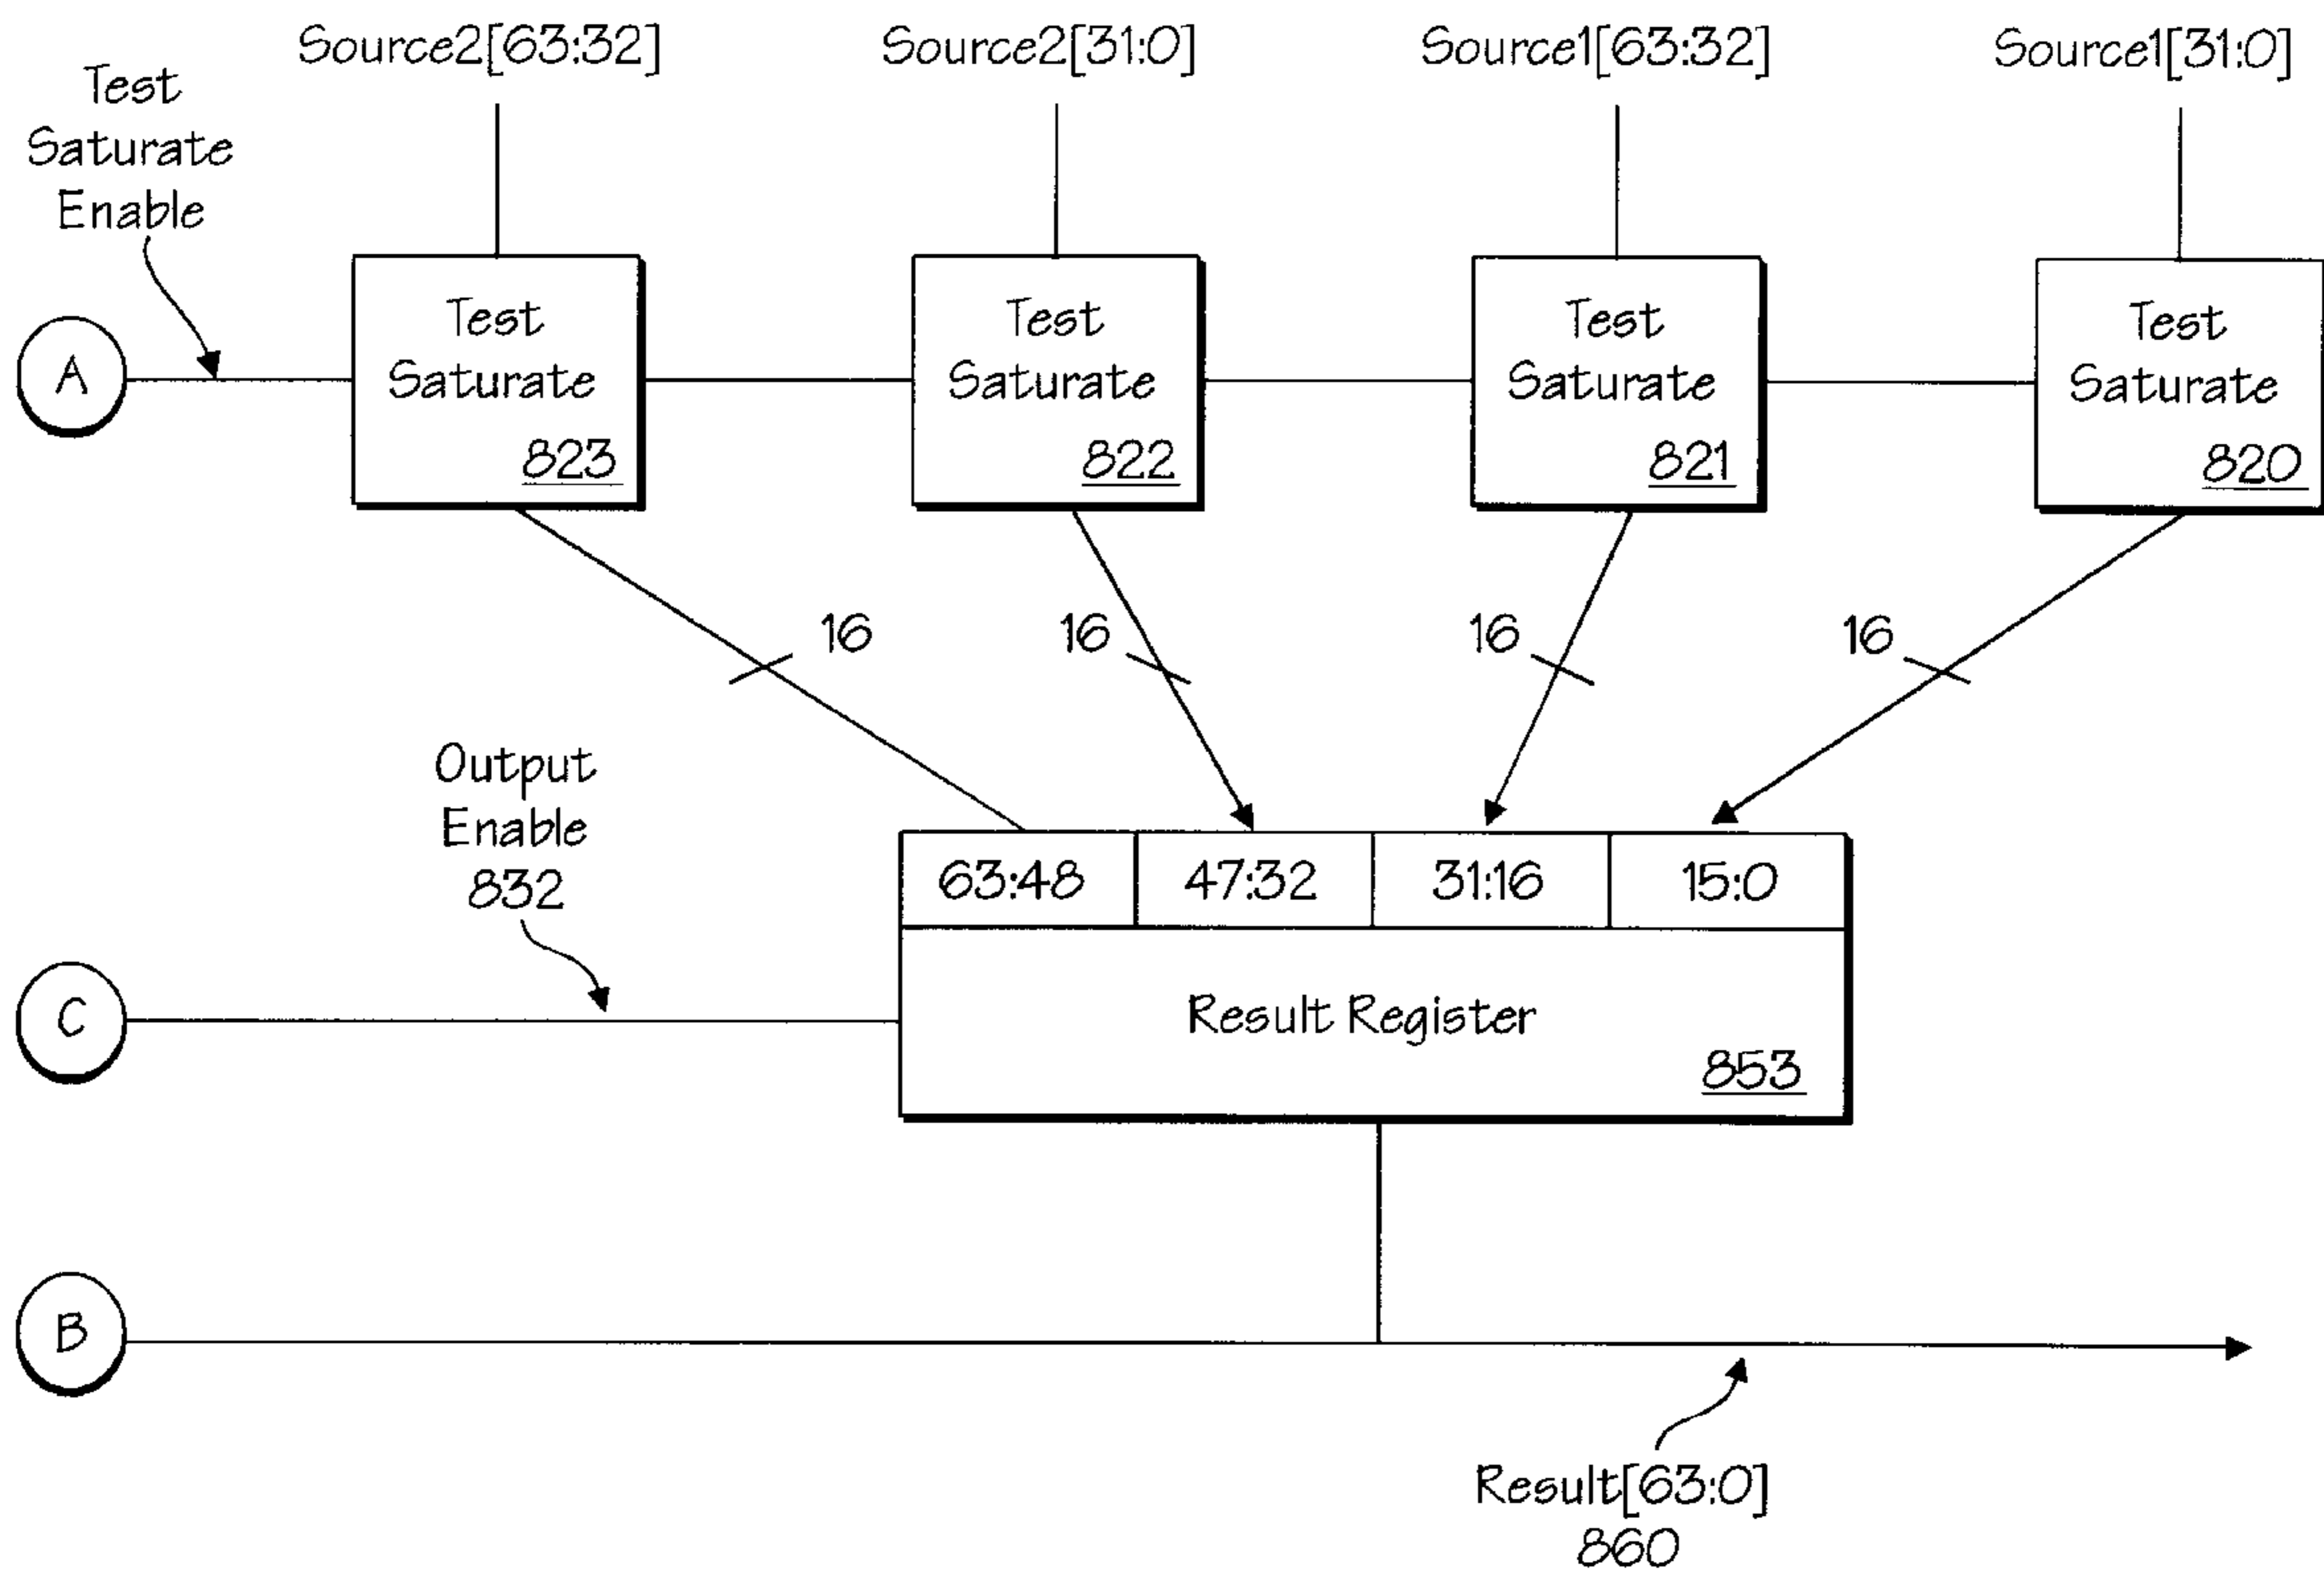 Source2[63:32]
Source2[31:0]
Source1[63:32]
Source1[31:0]
Test
Saturate
Enable
A
Test
Saturate
823
Test
Saturate
822
Test
Saturate
821
Test
Saturate
820
16
16
16
16
Output
Enable
832
63:48
47:32
31:16
15:0
C
Result Register
853
B
Result[63:0]
860